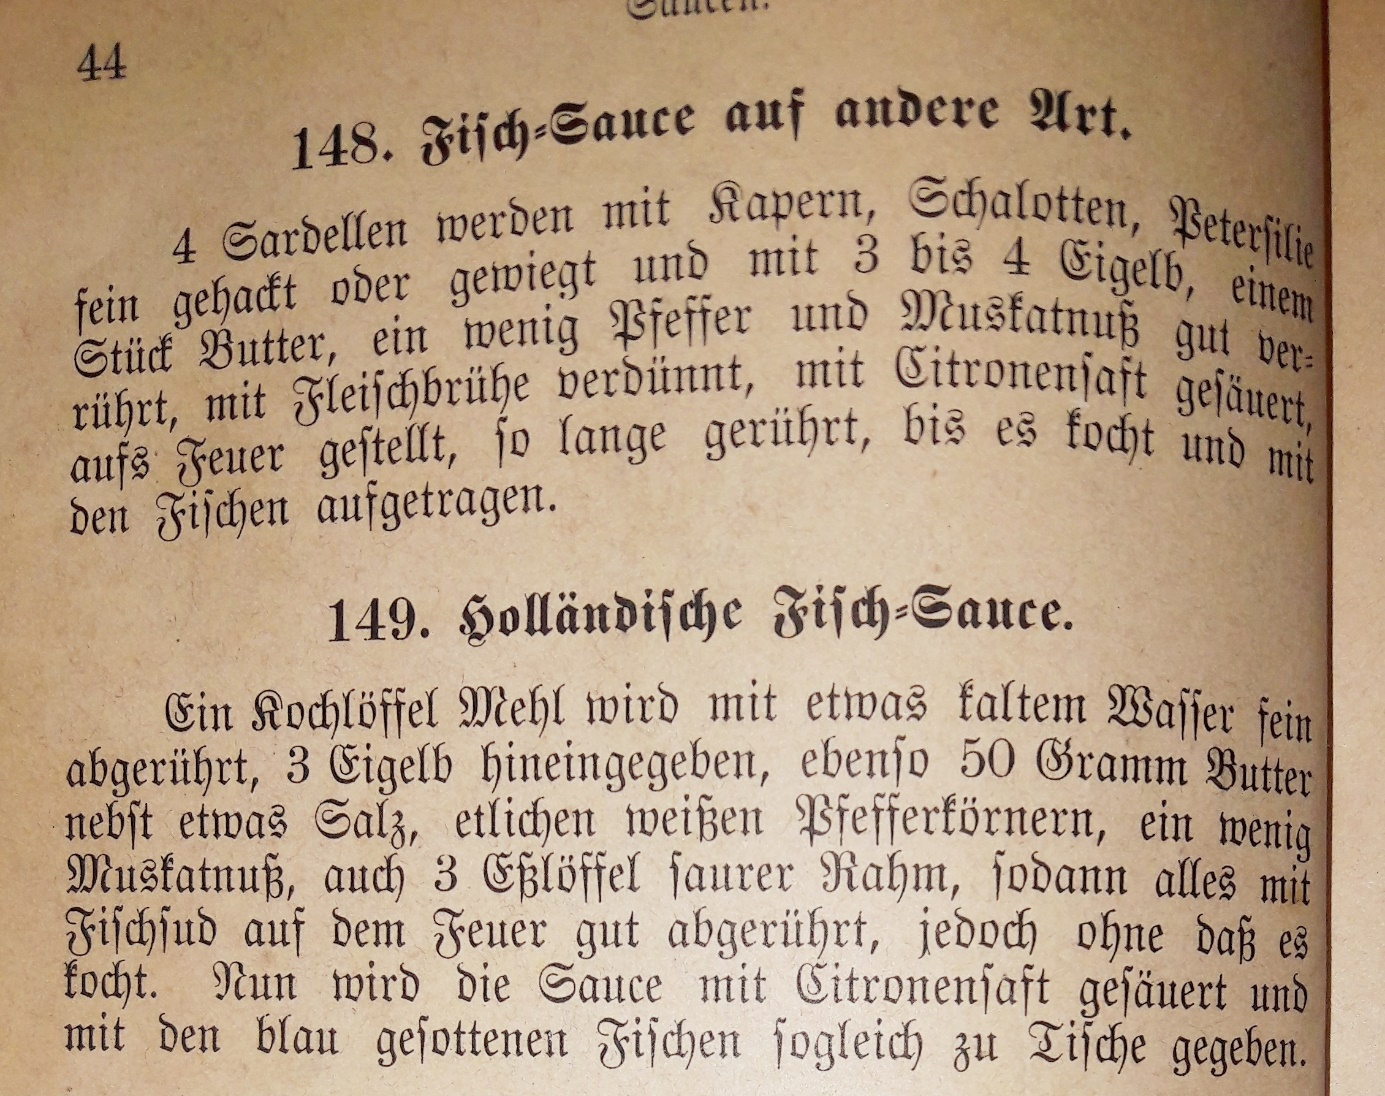 Saucen.
44
148. Fiſch-Sauce auf andere Art.
4 Sardellen werden mit Kapern, Schalotten, Peterſilie
fein gehackt oder gewiegt und mit 3 bis 4 Eigelb, einem
Stück Butter, ein wenig Pfeffer und Muskatnuß gut ver-
rührt, mit Fleiſchbrühe verdünnt, mit Citronenſaft geſäuert,
aufs Feuer geſtellt, ſo lange gerührt, bis es kocht und mit
den Fiſchen aufgetragen.
149. Holländiſche Fiſch-Sauce.
Ein Kochlöffel Mehl wird mit etwas kaltem Waſſer fein
abgerührt, 3 Eigelb hineingegeben, ebenſo 50 Gramm Butter
nebſt etwas Salz, etlichen weißen Pfefferkörnern, ein wenig
Muskatnuß, auch 3 Eßlöffel ſaurer Rahm, ſodann alles mit
Fiſchſud auf dem Feuer gut abgerührt, jedoch ohne daß es
kocht. Nun wird die Sauce mit Citronenſaft geſäuert und
mit den blau geſottenen Fiſchen ſogleich zu Tiſche gegeben.